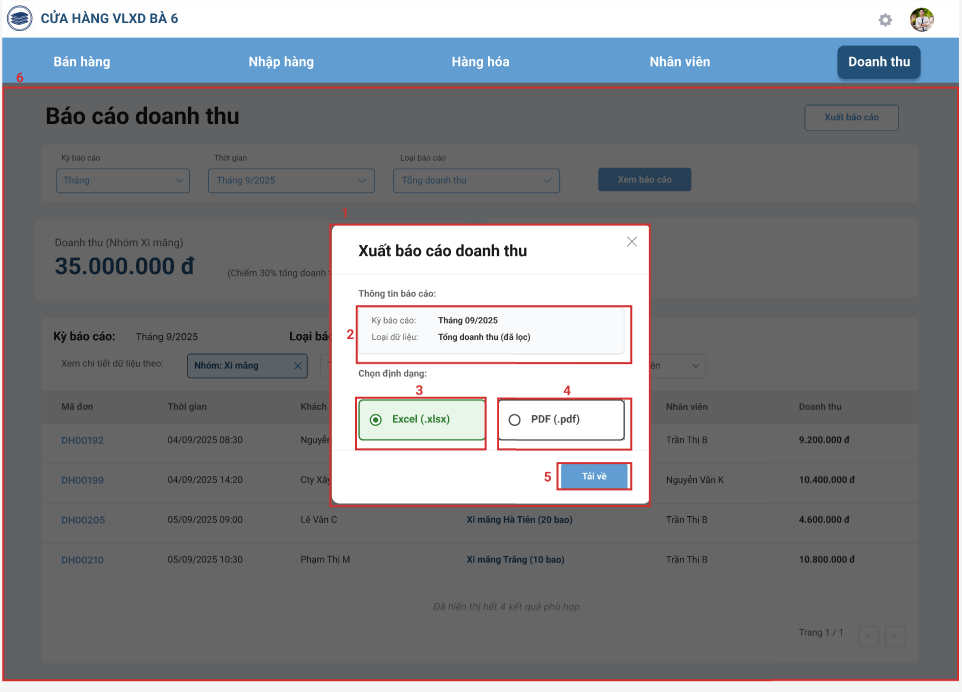 CỬA HÀNG VLXD BÀ 6
Bán hàng
Nhập hàng
Hàng hóa
Nhân viên
Doanh thu
6
Báo cáo doanh thu
Xuất báo cáo
Kỳ báo cáo
Thời gian
Loại báo cáo
Tháng
Tháng 9/2025
Tổng doanh thu
Xem báo cáo
1
Doanh thu (Nhóm Xi măng)
35.000.000 đ
(Chiếm 30% tổng doanh
Xuất báo cáo doanh thu
Thông tin báo cáo:
2
Kỳ báo cáo: Tháng 09/2025
Loại dữ liệu: Tổng doanh thu (đã lọc)
Chọn định dạng:
3
4
Excel (.xlsx)
PDF (.pdf)
5
Tải về
Kỳ báo cáo: Tháng 9/2025 Loại bá
Xem chi tiết dữ liệu theo: Nhóm: Xi măng
ên
Mã đơn Thời gian Khách Nhân viên Doanh thu
DH00192 04/09/2025 08:30 Nguyễ Trần Thị B 9.200.000 đ
DH00199 04/09/2025 14:20 Cty Xây Nguyễn Văn K 10.400.000 đ
DH00205 05/09/2025 09:00 Lê Văn C Xi măng Hà Tiên (20 bao) Trần Thị B 4.600.000 đ
DH00210 05/09/2025 10:30 Phạm Thị M Xi măng Trắng (10 bao) Trần Thị B 10.800.000 đ
Đã hiển thị hết 4 kết quả phù hợp
Trang 1 / 1 < >